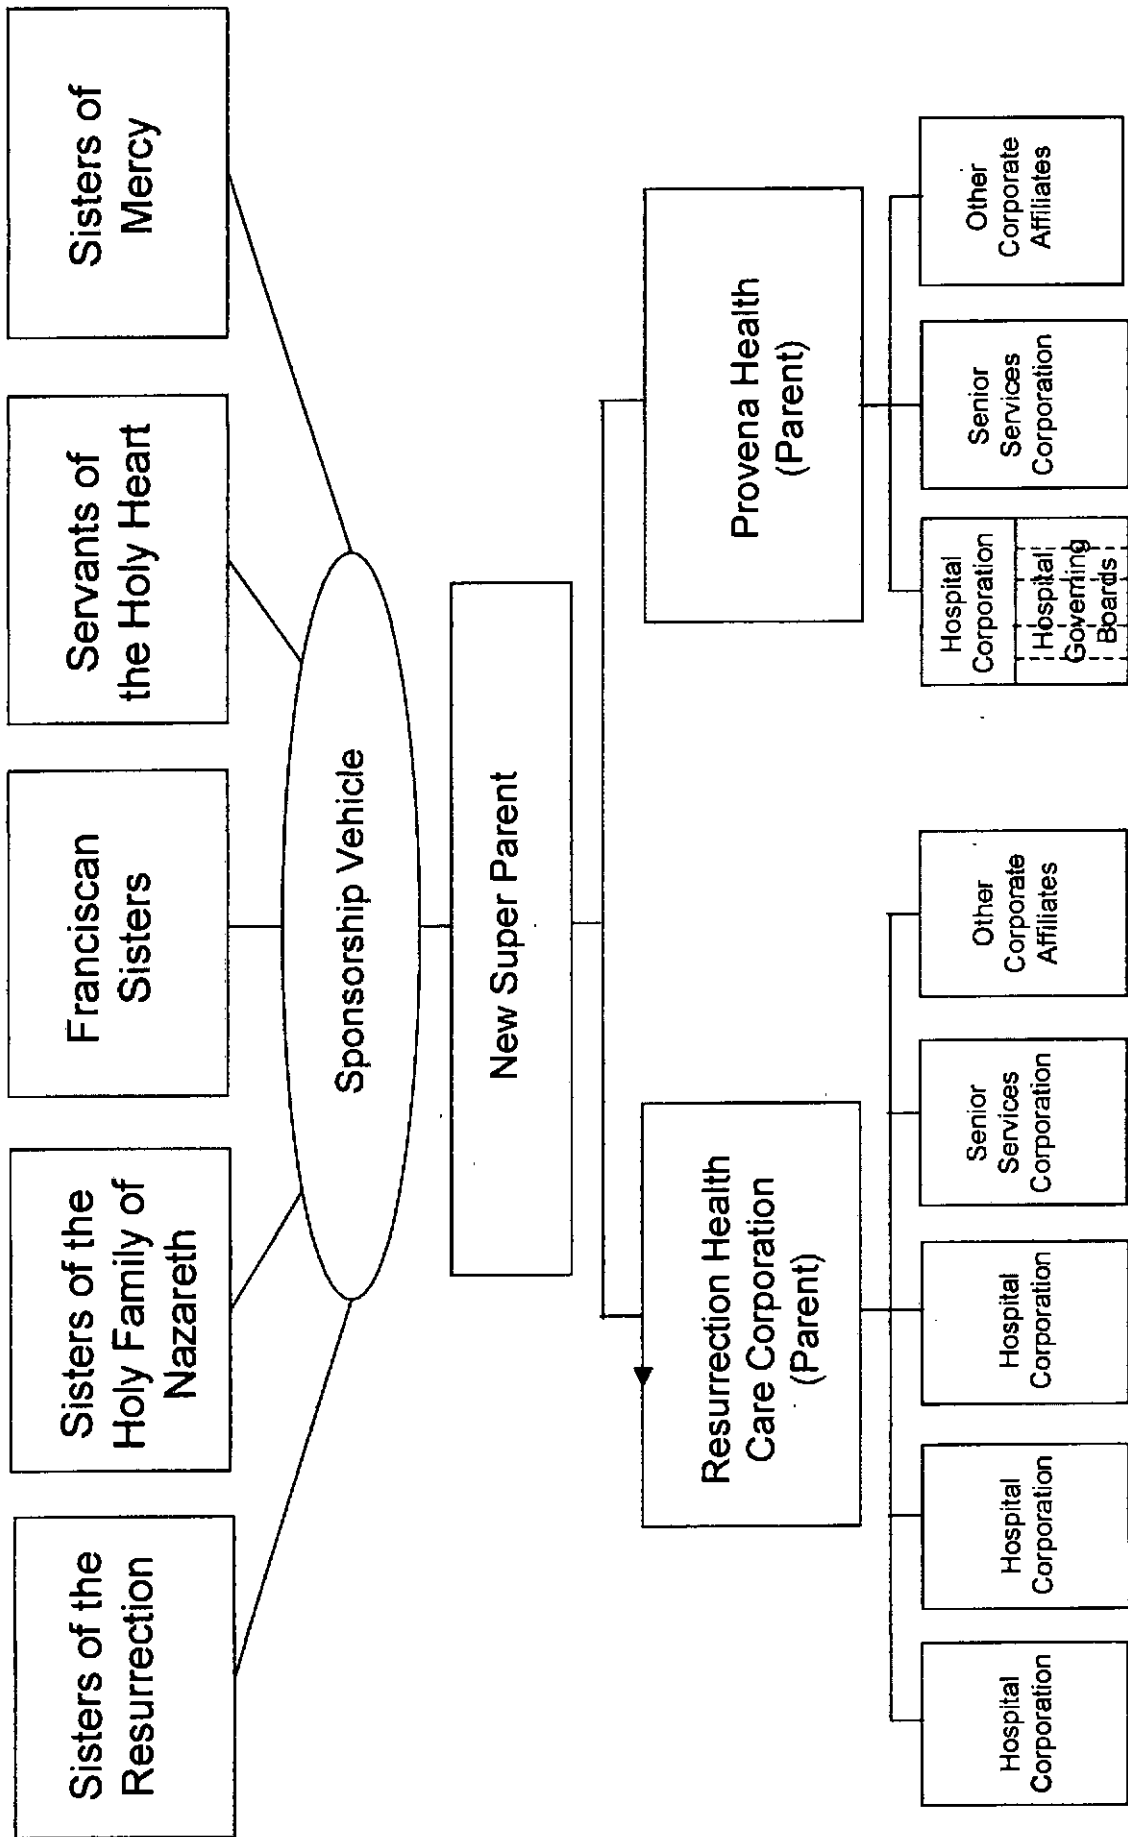 Sisters of the
Resurrection
Sisters of the
Holy Family of
Nazareth
Franciscan
Sisters
Servants of
the Holy Heart
Sisters of
Mercy
Sponsorship Vehicle
New Super Parent
Resurrection Health
Care Corporation
(Parent)
Provena Health
(Parent)
Hospital
Corporation
Hospital
Corporation
Hospital
Corporation
Senior
Services
Corporation
Other
Corporate
Affiliates
Hospital
Corporation
Hospital
Governing
Boards
Senior
Services
Corporation
Other
Corporate
Affiliates